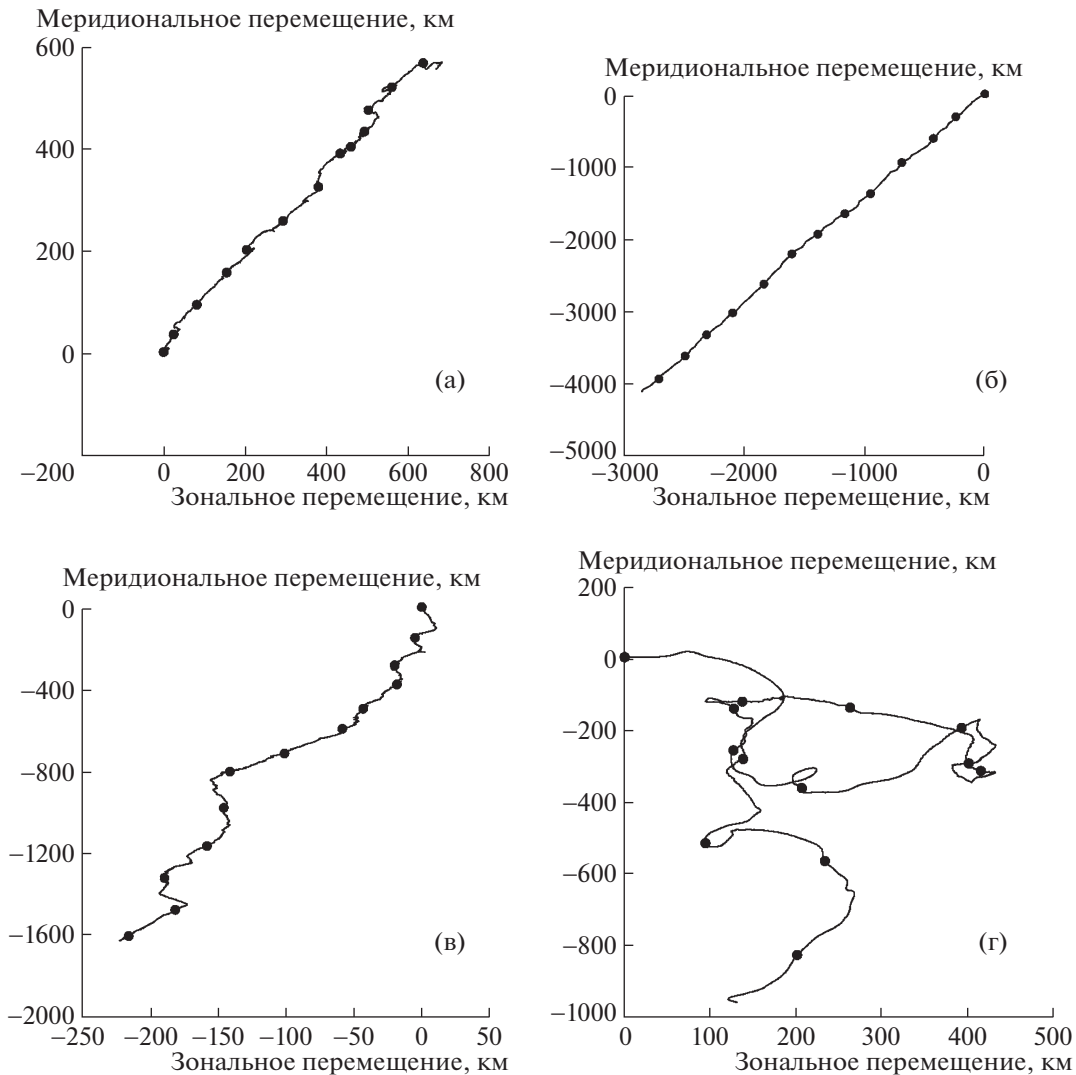 Меридиональное перемещение, км
600
400
200
0
(а)
−200 0 200 400 600 800
Зональное перемещение, км
Меридиональное перемещение, км
0
−1000
−2000
−3000
−4000
(б)
−5000
−3000 −2000 −1000 0
Зональное перемещение, км
Меридиональное перемещение, км
0
−400
−800
−1200
−1600
(в)
−2000
−250 −200 −150 −100 −50 0 50
Зональное перемещение, км
Меридиональное перемещение, км
200
0
−200
−400
−600
−800
(г)
−1000
0 100 200 300 400 500
Зональное перемещение, км